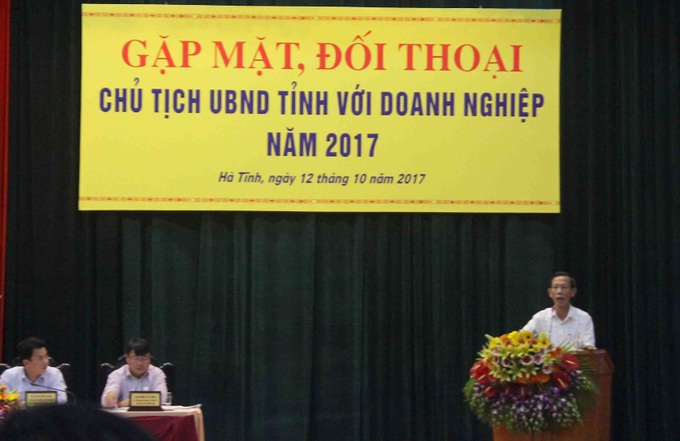 GẶP MẶT, ĐỐI THOẠI
CHỦ TỊCH UBND TỈNH VỚI DOANH NGHIỆP
NĂM 2017
Hà Tĩnh, ngày 12 tháng 10 năm 2017